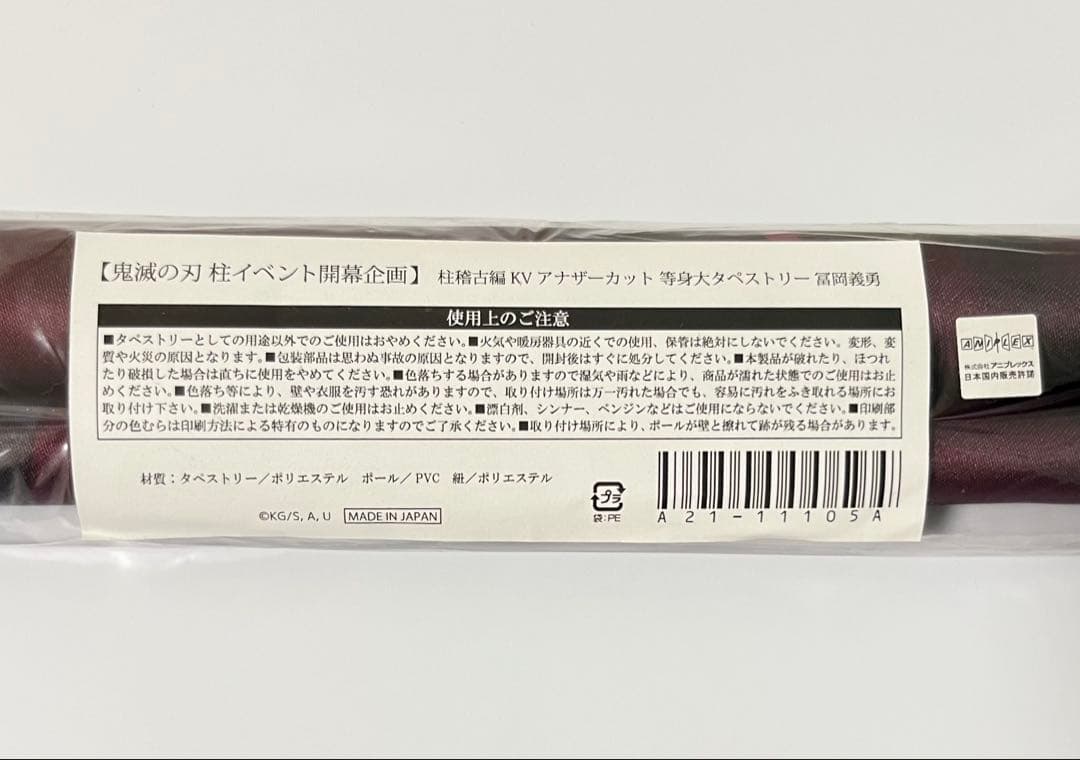 【鬼滅の刃 柱イベント開幕企画】 柱稽古編 KV アナザーカット 等身大タペストリー 冨岡義勇
使用上のご注意
■タペストリーとしての用途以外でのご使用はおやめください。■火気や暖房器具の近くでの使用、保管は絶対にしないでください。変形、変
質や火災の原因となります。■包装部品は思わぬ事故の原因となりますので、開封後はすぐに処分してください。■本製品が破れたり、ほつれ
たり破損した場合は直ちに使用をやめてください。■色落ちする場合がありますので湿気や雨などにより、商品が濡れた状態でのご使用はお止
めください。■色落ち等により、壁や衣服を汚す恐れがありますので、取り付け場所は万一汚れた場合でも、容易に汚れをふき取れる場所にお
取り付け下さい。■洗濯または乾燥機のご使用はお止めください。■漂白剤、シンナー、ベンジンなどはご使用にならないでください。■印刷部
分の色むらは印刷方法による特有のものになりますのでご了承ください。■取り付け場所により、ポールが壁と擦れて跡が残る場合があります。
材質：タペストリー／ポリエステル ポール／PVC 紐／ポリエステル
©KG/S, A, U MADE IN JAPAN
プラ
袋:PE
A21-11105A
ANIPLEX
株式会社アニプレックス
日本国内販売許諾